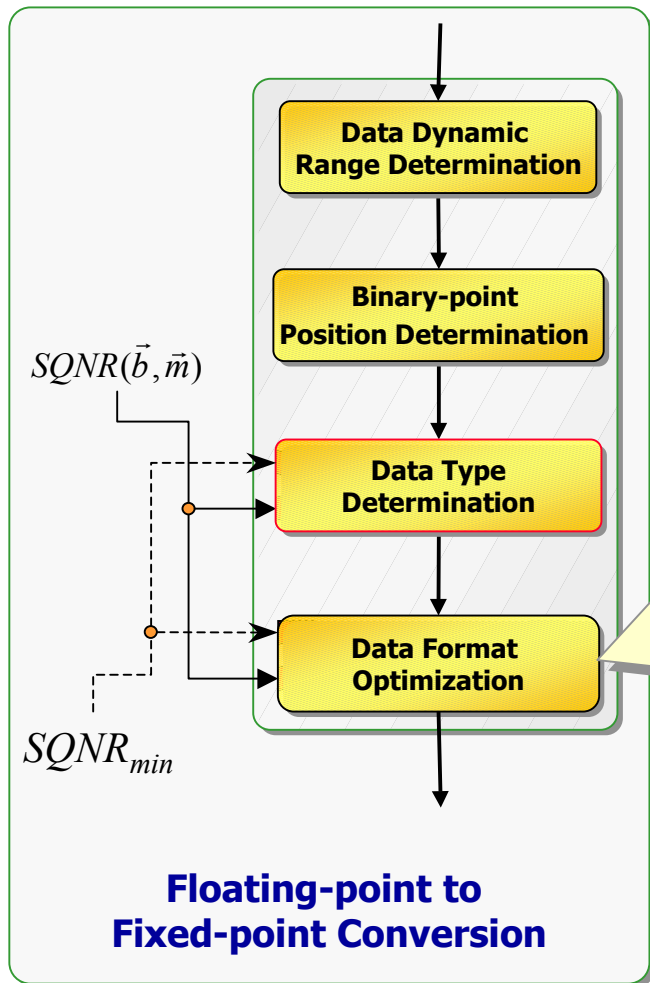 Data Dynamic
Range Determination
Binary-point
Position Determination
SQNR(b⃗, m⃗)
Data Type
Determination
Data Format
Optimization
SQNR_min
Floating-point to
Fixed-point Conversion